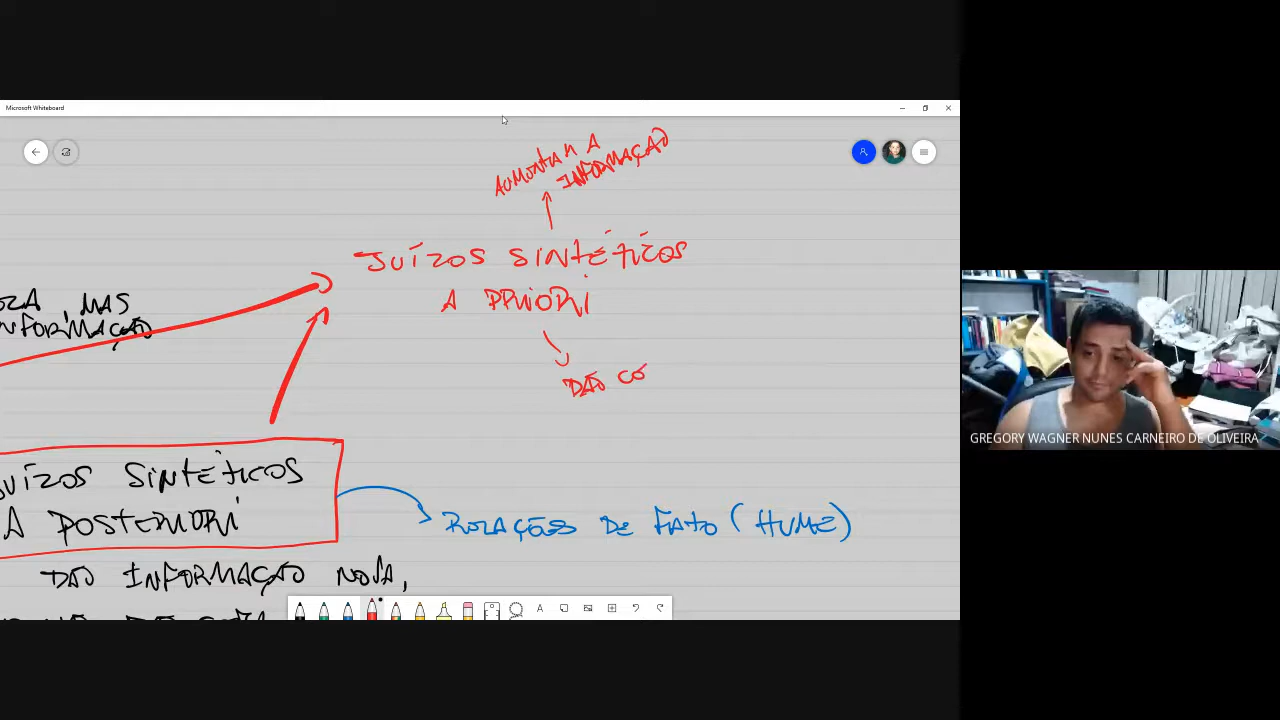 Microsoft Whiteboard
AUMENTAM A
INFORMAÇÃO
JUÍZOS SINTÉTICOS
A PRIORI
, MAS
INFORMAÇÃO
DÃO CO
JUÍZOS SINTÉTICOS
A POSTERIORI
RELAÇÕES DE FATO (HUME)
DÃO INFORMAÇÃO NOVA,
A
GREGORY WAGNER NUNES CARNEIRO DE OLIVEIRA